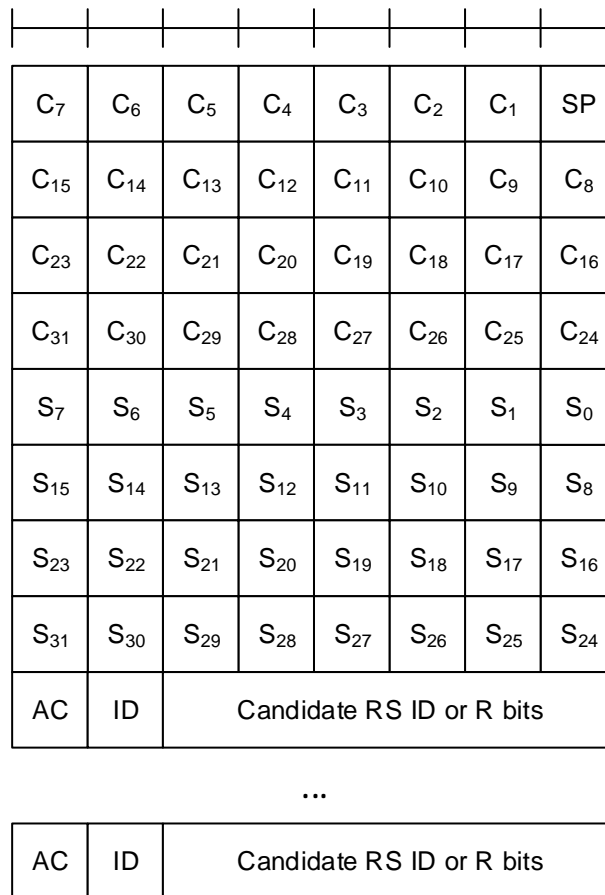 C₇ C₆ C₅ C₄ C₃ C₂ C₁ SP
C₁₅ C₁₄ C₁₃ C₁₂ C₁₁ C₁₀ C₉ C₈
C₂₃ C₂₂ C₂₁ C₂₀ C₁₉ C₁₈ C₁₇ C₁₆
C₃₁ C₃₀ C₂₉ C₂₈ C₂₇ C₂₆ C₂₅ C₂₄
S₇ S₆ S₅ S₄ S₃ S₂ S₁ S₀
S₁₅ S₁₄ S₁₃ S₁₂ S₁₁ S₁₀ S₉ S₈
S₂₃ S₂₂ S₂₁ S₂₀ S₁₉ S₁₈ S₁₇ S₁₆
S₃₁ S₃₀ S₂₉ S₂₈ S₂₇ S₂₆ S₂₅ S₂₄
AC ID Candidate RS ID or R bits
...
AC ID Candidate RS ID or R bits